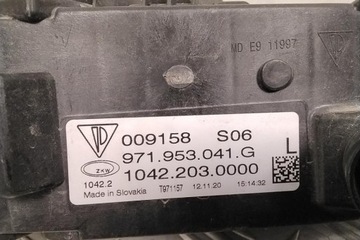 MD E9 11997
009158 S06
971.953.041.G
ZKW
1042.203.0000
L
1042.2
Made in Slovakia T971157 12.11.20 15:14:32